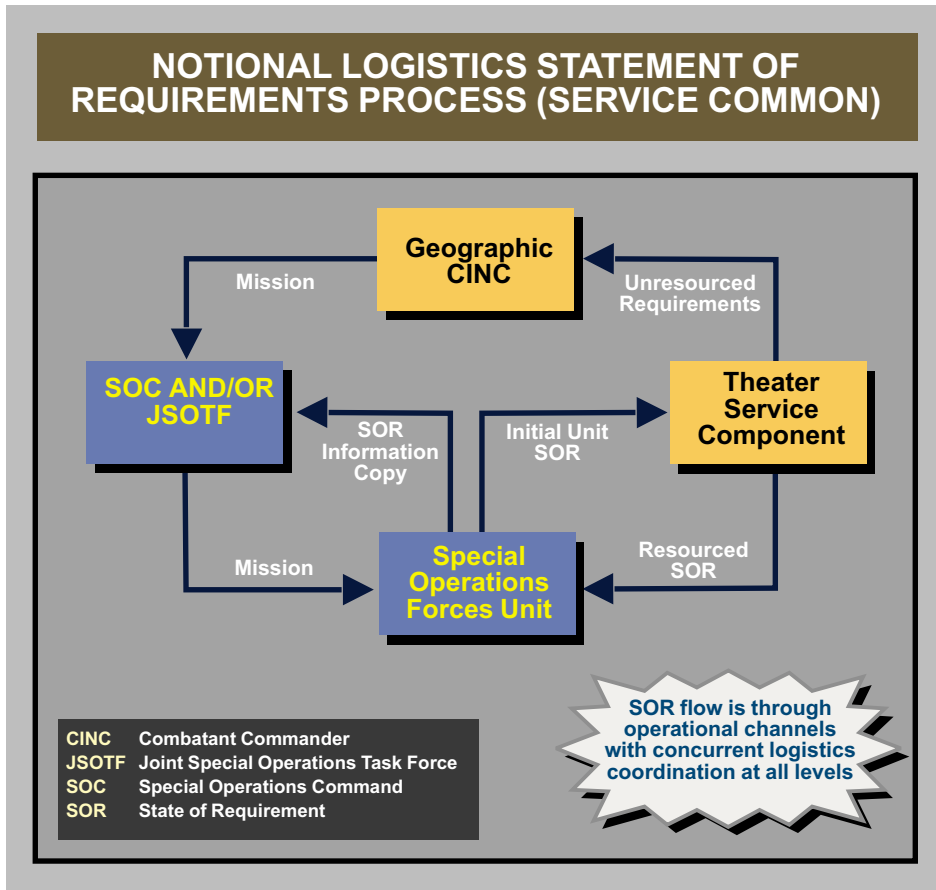 NOTIONAL LOGISTICS STATEMENT OF
REQUIREMENTS PROCESS (SERVICE COMMON)
Geographic
CINC
Mission
Unresourced
Requirements
SOC AND/OR
JSOTF
Theater
Service
Component
SOR
Information
Copy
Initial Unit
SOR
Mission
Special
Operations
Forces Unit
Resourced
SOR
SOR flow is through
operational channels
with concurrent logistics
coordination at all levels
CINC Combatant Commander
JSOTF Joint Special Operations Task Force
SOC Special Operations Command
SOR State of Requirement